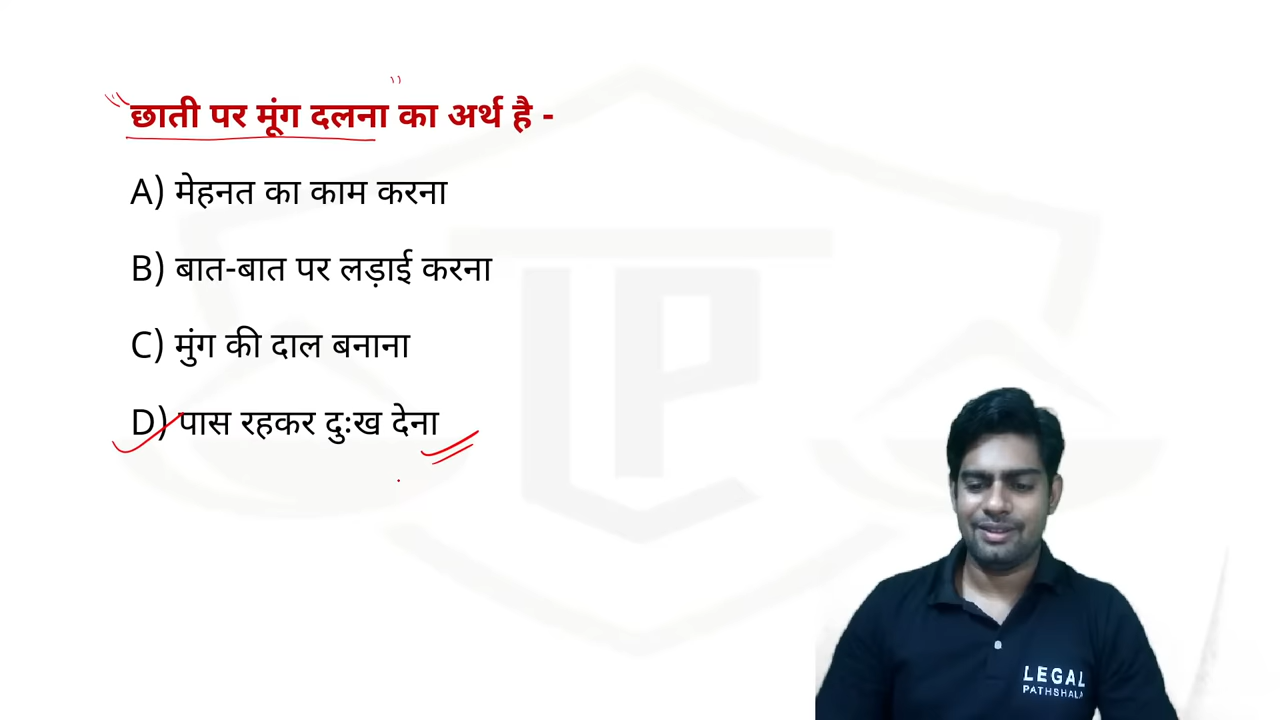 छाती पर मूंग दलना का अर्थ है -
A) मेहनत का काम करना
B) बात-बात पर लड़ाई करना
C) मुंग की दाल बनाना
D) पास रहकर दुःख देना
LEGAL
PATHSHALA